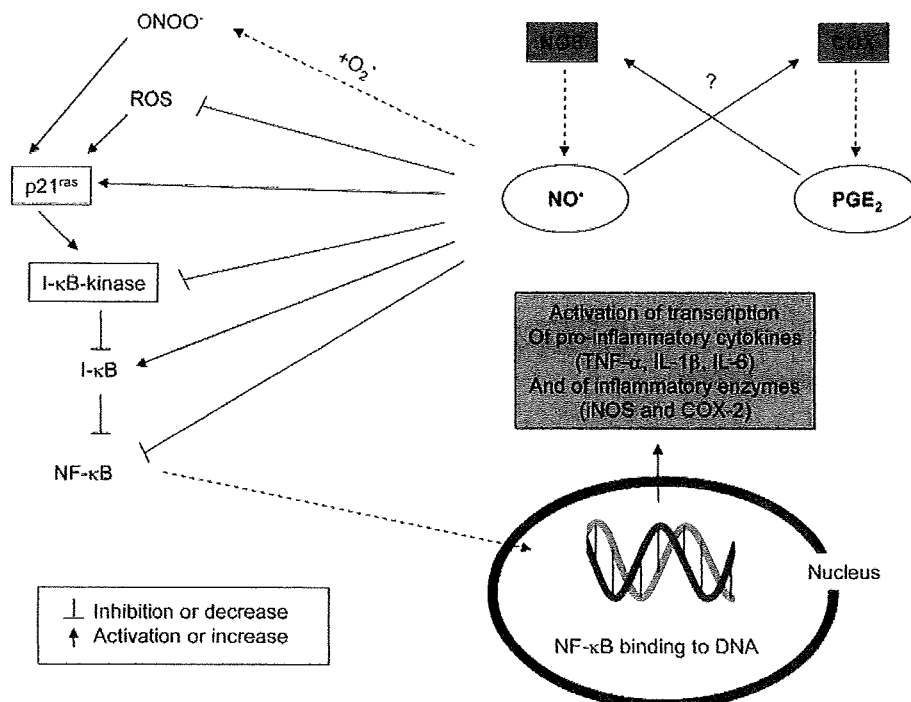 ONOO⁻
+O₂•
NOS
COX
ROS
?
p21ras
NO•
PGE₂
I-κB-kinase
Activation of transcription
Of pro-inflammatory cytokines
(TNF-α, IL-1β, IL-6)
And of inflammatory enzymes
(iNOS and COX-2)
I-κB
NF-κB
Nucleus
Inhibition or decrease
Activation or increase
NF-κB binding to DNA